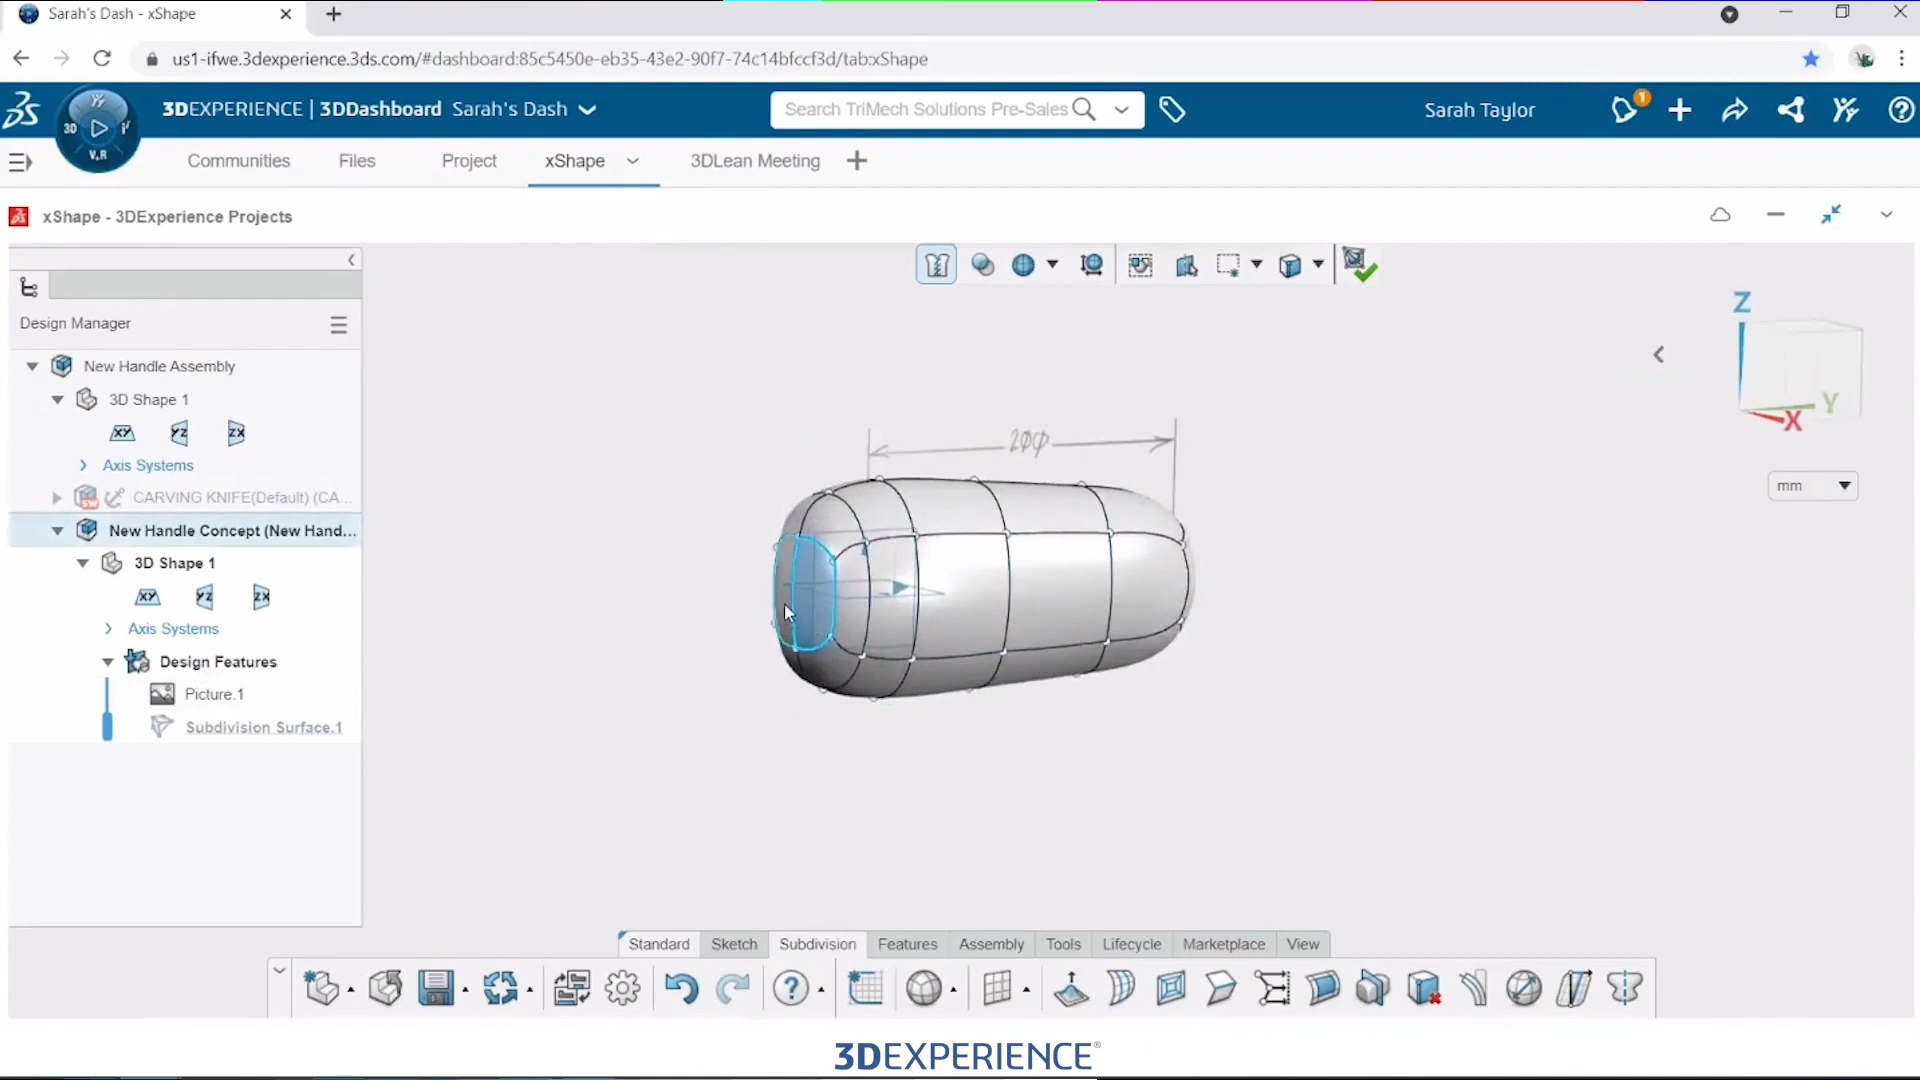 Sarah's Dash - xShape
us1-ifwe.3dexperience.3ds.com/#dashboard:85c5450e-eb35-43e2-90f7-74c14bfccf3d/tab:xShape
3DEXPERIENCE | 3DDashboard Sarah's Dash
Search TriMech Solutions Pre-Sales
Sarah Taylor
1
3D
V.R
Communities
Files
Project
xShape
3DLean Meeting
xShape - 3DExperience Projects
Design Manager
New Handle Assembly
3D Shape 1
XY
YZ
ZX
Axis Systems
CARVING KNIFE(Default) (CA...
New Handle Concept (New Hand...
3D Shape 1
XY
YZ
ZX
Axis Systems
Design Features
Picture.1
Subdivision Surface.1
Z
Y
X
mm
Standard
Sketch
Subdivision
Features
Assembly
Tools
Lifecycle
Marketplace
View
3DEXPERIENCE®